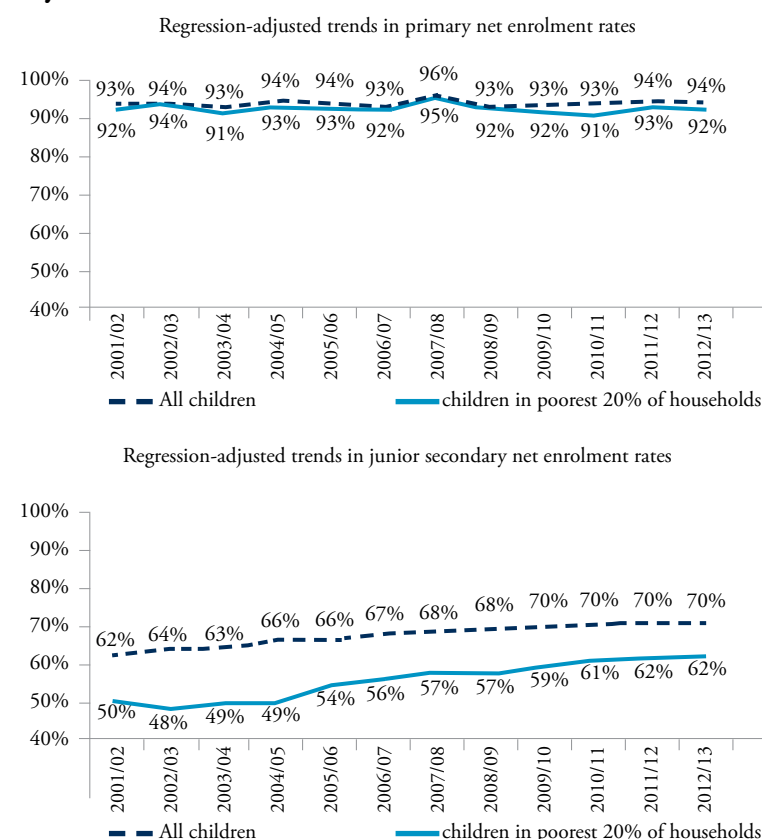 Regression-adjusted trends in primary net enrolment rates
100%
90%
80%
70%
60%
50%
40%
93% 94% 93% 94% 94% 93% 96% 93% 93% 93% 94% 94%
92% 94% 91% 93% 93% 92% 95% 92% 92% 91% 93% 92%
2001/02 2002/03 2003/04 2004/05 2005/06 2006/07 2007/08 2008/09 2009/10 2010/11 2011/12 2012/13
All children children in poorest 20% of households
Regression-adjusted trends in junior secondary net enrolment rates
100%
90%
80%
70%
60%
50%
40%
62% 64% 63% 66% 66% 67% 68% 68% 70% 70% 70% 70%
50% 48% 49% 49% 54% 56% 57% 57% 59% 61% 62% 62%
2001/02 2002/03 2003/04 2004/05 2005/06 2006/07 2007/08 2008/09 2009/10 2010/11 2011/12 2012/13
All children children in poorest 20% of households